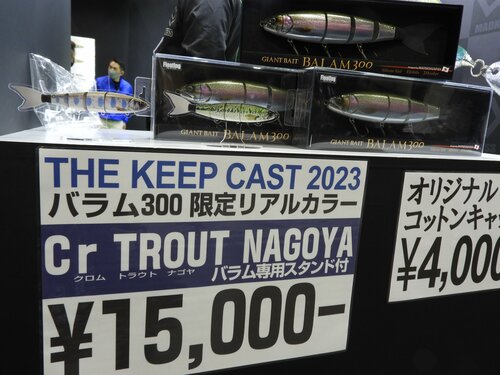 GIANT BAIT BALAM300
Floating
GIANT BAIT BALAM300
Floating
GIANT BAIT BALAM300
THE KEEP CAST 2023
バラム300 限定リアルカラー
Cr TROUT NAGOYA
クロム トラウト ナゴヤ
バラム専用スタンド付
¥15,000-
オリジナル
コットンキャ
¥4,000